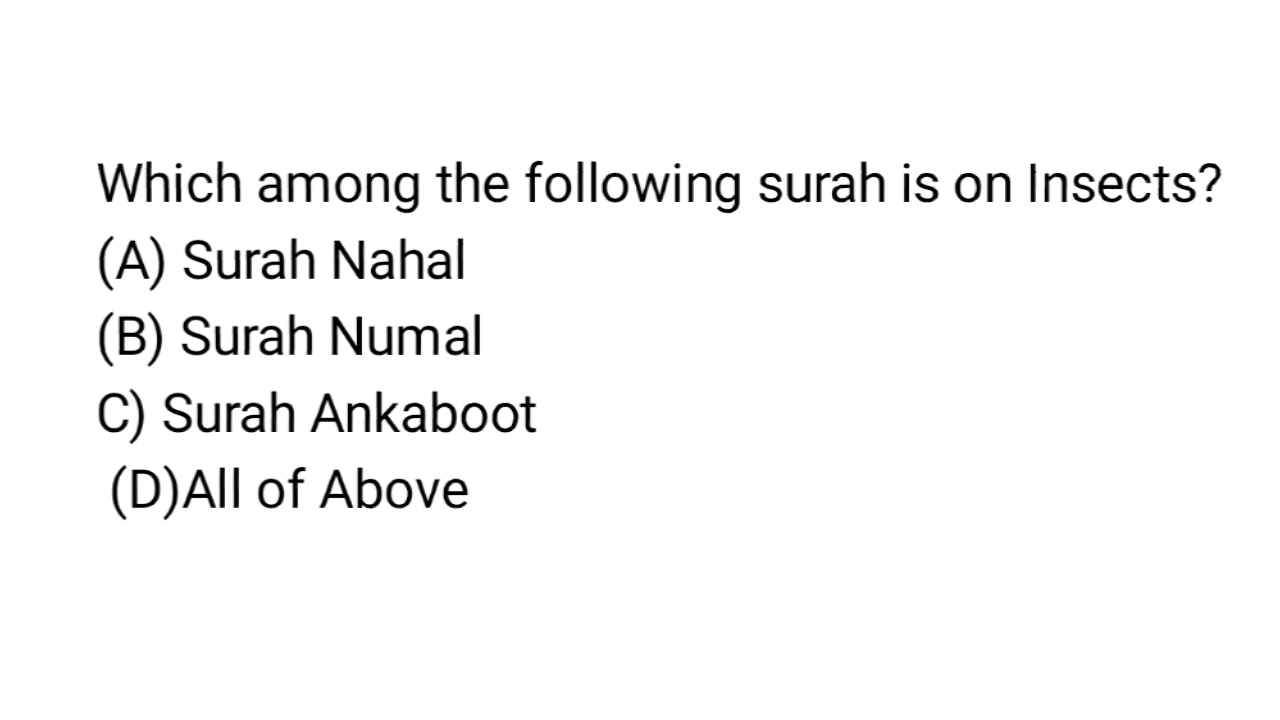 Which among the following surah is on Insects?
(A) Surah Nahal
(B) Surah Numal
C) Surah Ankaboot
(D)All of Above